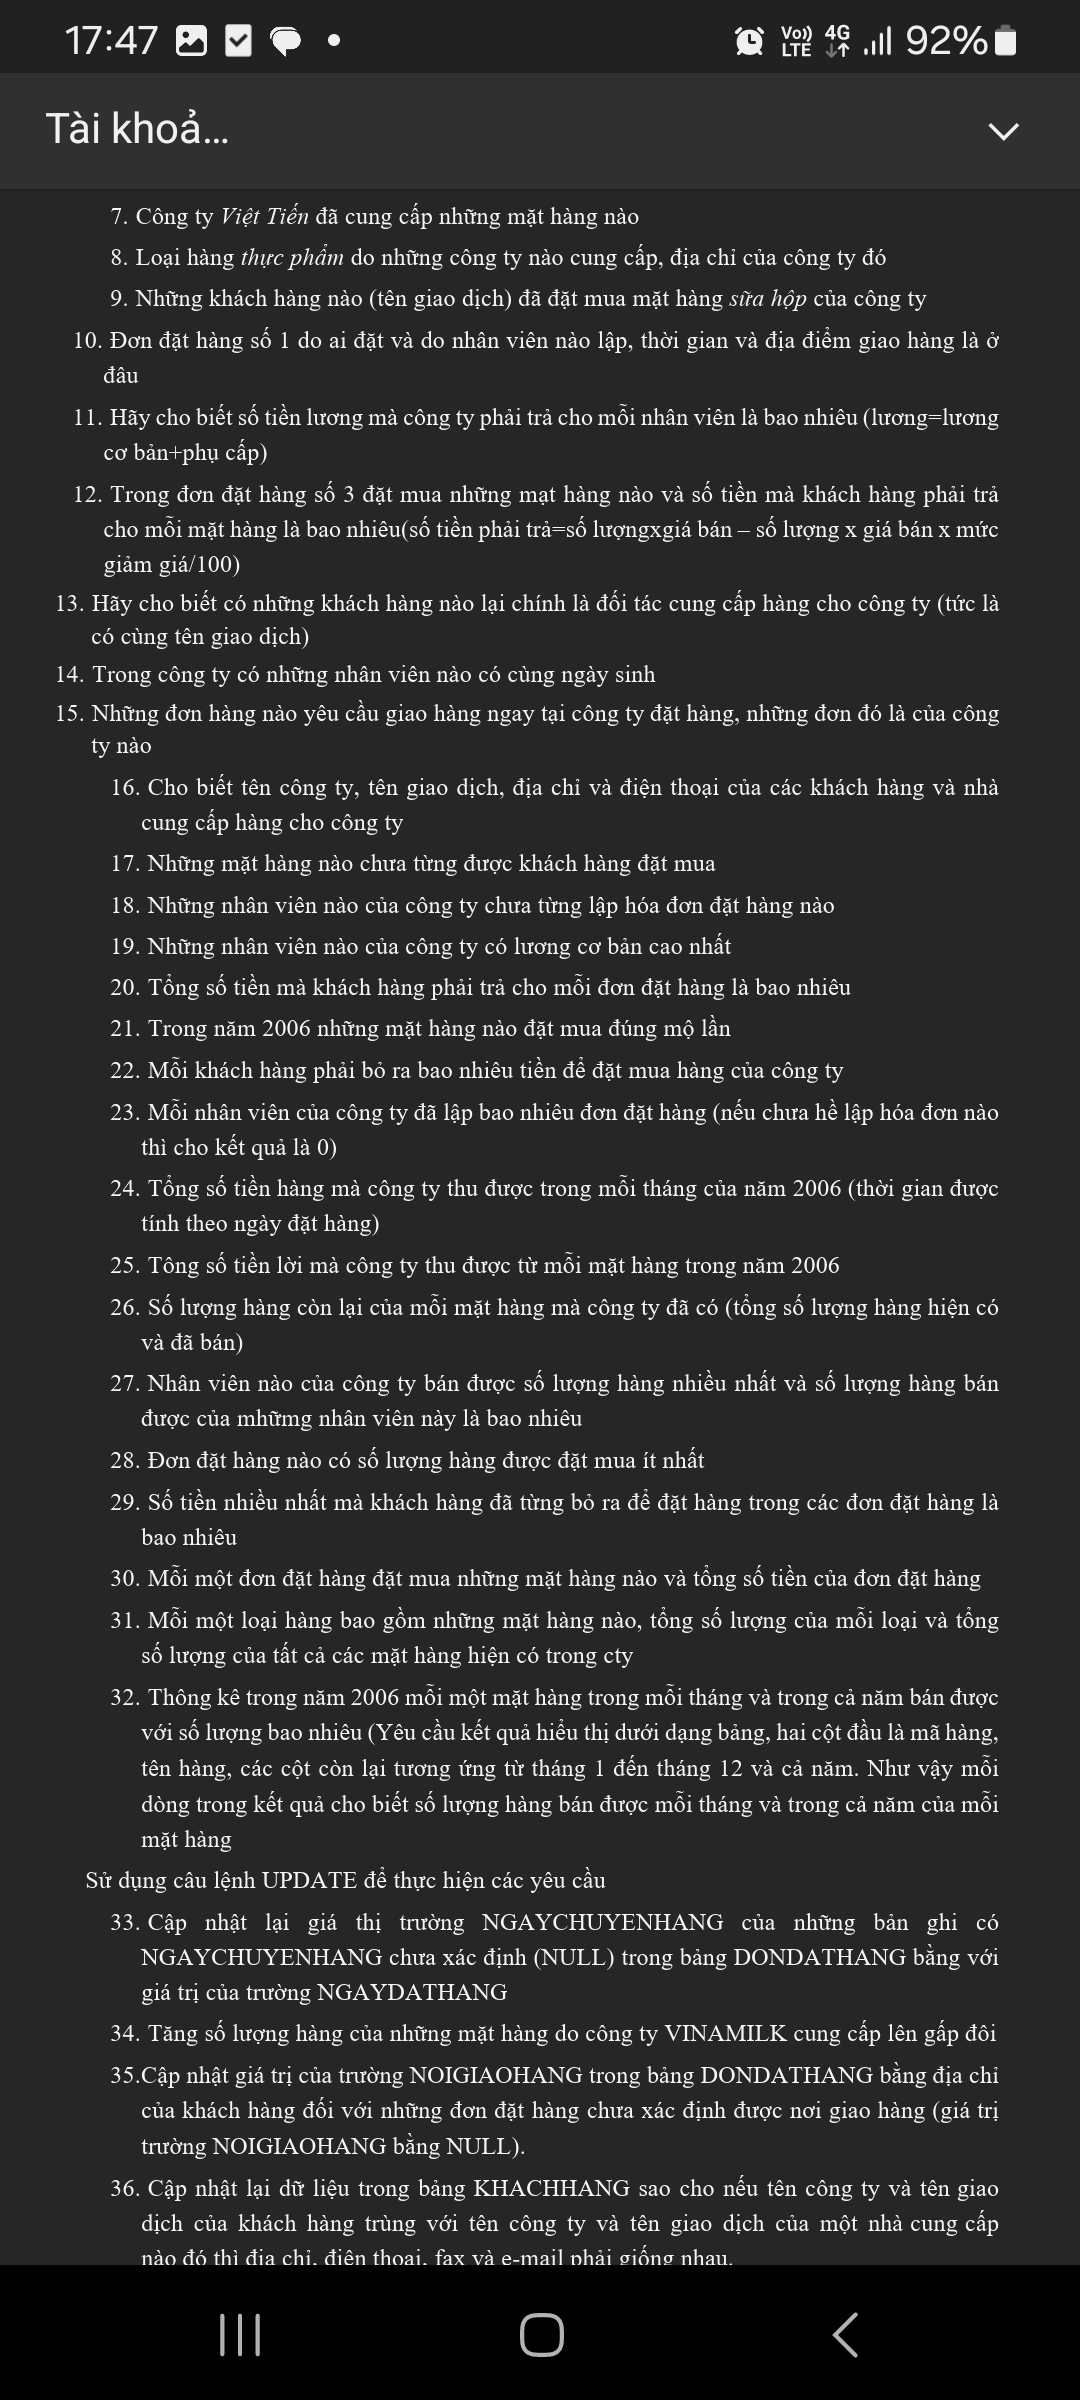 17:47
Vo)) LTE 4G 92%
Tài khoả...
7. Công ty Việt Tiến đã cung cấp những mặt hàng nào
8. Loại hàng thực phẩm do những công ty nào cung cấp, địa chỉ của công ty đó
9. Những khách hàng nào (tên giao dịch) đã đặt mua mặt hàng sữa hộp của công ty
10. Đơn đặt hàng số 1 do ai đặt và do nhân viên nào lập, thời gian và địa điểm giao hàng là ở
đâu
11. Hãy cho biết số tiền lương mà công ty phải trả cho mỗi nhân viên là bao nhiêu (lương=lương
cơ bản+phụ cấp)
12. Trong đơn đặt hàng số 3 đặt mua những mạt hàng nào và số tiền mà khách hàng phải trả
cho mỗi mặt hàng là bao nhiêu(số tiền phải trả=số lượngxgiá bán – số lượng x giá bán x mức
giảm giá/100)
13. Hãy cho biết có những khách hàng nào lại chính là đối tác cung cấp hàng cho công ty (tức là
có cùng tên giao dịch)
14. Trong công ty có những nhân viên nào có cùng ngày sinh
15. Những đơn hàng nào yêu cầu giao hàng ngay tại công ty đặt hàng, những đơn đó là của công
ty nào
16. Cho biết tên công ty, tên giao dịch, địa chỉ và điện thoại của các khách hàng và nhà
cung cấp hàng cho công ty
17. Những mặt hàng nào chưa từng được khách hàng đặt mua
18. Những nhân viên nào của công ty chưa từng lập hóa đơn đặt hàng nào
19. Những nhân viên nào của công ty có lương cơ bản cao nhất
20. Tổng số tiền mà khách hàng phải trả cho mỗi đơn đặt hàng là bao nhiêu
21. Trong năm 2006 những mặt hàng nào đặt mua đúng mộ lần
22. Mỗi khách hàng phải bỏ ra bao nhiêu tiền để đặt mua hàng của công ty
23. Mỗi nhân viên của công ty đã lập bao nhiêu đơn đặt hàng (nếu chưa hề lập hóa đơn nào
thì cho kết quả là 0)
24. Tổng số tiền hàng mà công ty thu được trong mỗi tháng của năm 2006 (thời gian được
tính theo ngày đặt hàng)
25. Tông số tiền lời mà công ty thu được từ mỗi mặt hàng trong năm 2006
26. Số lượng hàng còn lại của mỗi mặt hàng mà công ty đã có (tổng số lượng hàng hiện có
và đã bán)
27. Nhân viên nào của công ty bán được số lượng hàng nhiều nhất và số lượng hàng bán
được của mhữmg nhân viên này là bao nhiêu
28. Đơn đặt hàng nào có số lượng hàng được đặt mua ít nhất
29. Số tiền nhiều nhất mà khách hàng đã từng bỏ ra để đặt hàng trong các đơn đặt hàng là
bao nhiêu
30. Mỗi một đơn đặt hàng đặt mua những mặt hàng nào và tổng số tiền của đơn đặt hàng
31. Mỗi một loại hàng bao gồm những mặt hàng nào, tổng số lượng của mỗi loại và tổng
số lượng của tất cả các mặt hàng hiện có trong cty
32. Thông kê trong năm 2006 mỗi một mặt hàng trong mỗi tháng và trong cả năm bán được
với số lượng bao nhiêu (Yêu cầu kết quả hiểu thị dưới dạng bảng, hai cột đầu là mã hàng,
tên hàng, các cột còn lại tương ứng từ tháng 1 đến tháng 12 và cả năm. Như vậy mỗi
dòng trong kết quả cho biết số lượng hàng bán được mỗi tháng và trong cả năm của mỗi
mặt hàng
Sử dụng câu lệnh UPDATE để thực hiện các yêu cầu
33. Cập nhật lại giá thị trường NGAYCHUYENHANG của những bản ghi có
NGAYCHUYENHANG chưa xác định (NULL) trong bảng DONDATHANG bằng với
giá trị của trường NGAYDATHANG
34. Tăng số lượng hàng của những mặt hàng do công ty VINAMILK cung cấp lên gấp đôi
35.Cập nhật giá trị của trường NOIGIAOHANG trong bảng DONDATHANG bằng địa chỉ
của khách hàng đối với những đơn đặt hàng chưa xác định được nơi giao hàng (giá trị
trường NOIGIAOHANG bằng NULL).
36. Cập nhật lại dữ liệu trong bảng KHACHHANG sao cho nếu tên công ty và tên giao
dịch của khách hàng trùng với tên công ty và tên giao dịch của một nhà cung cấp
nào đó thì địa chỉ, điện thoại, fax và e-mail phải giống nhau.